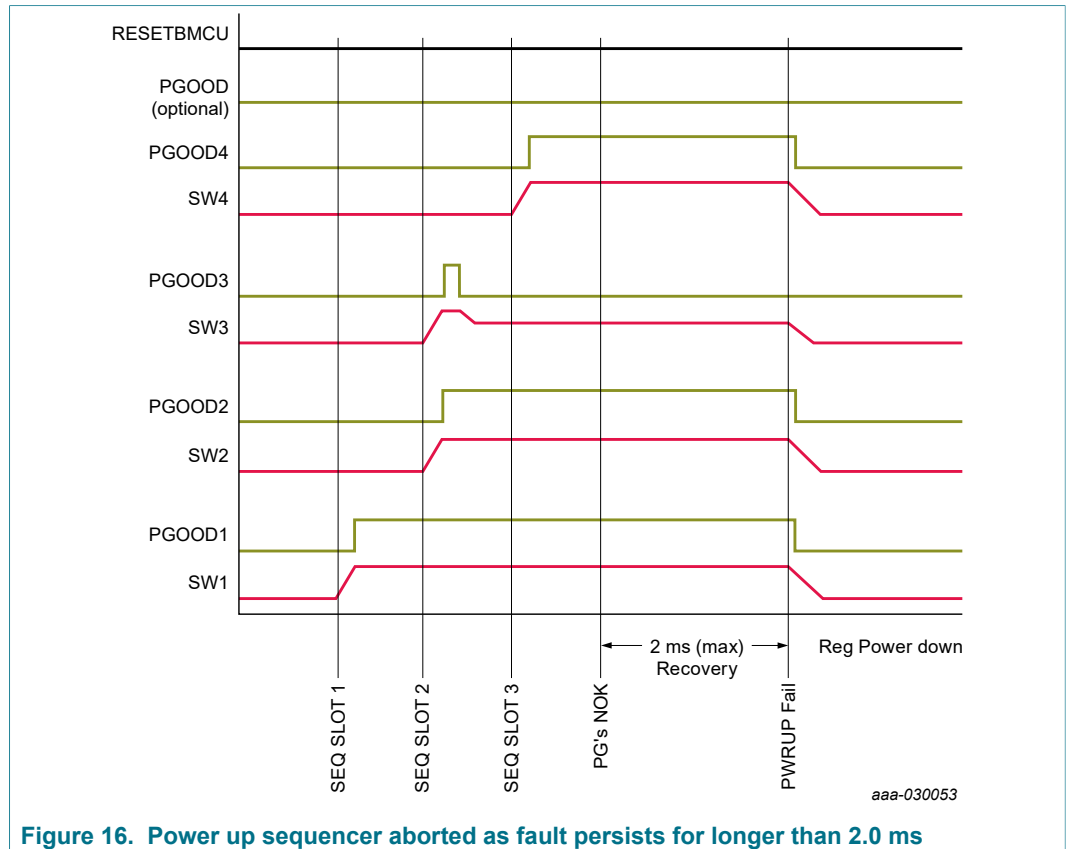 RESETBMCU
PGOOD
(optional)
PGOOD4
SW4
PGOOD3
SW3
PGOOD2
SW2
PGOOD1
SW1
2 ms (max)
Recovery
Reg Power down
SEQ SLOT 1
SEQ SLOT 2
SEQ SLOT 3
PG's NOK
PWRUP Fail
aaa-030053
Figure 16. Power up sequencer aborted as fault persists for longer than 2.0 ms